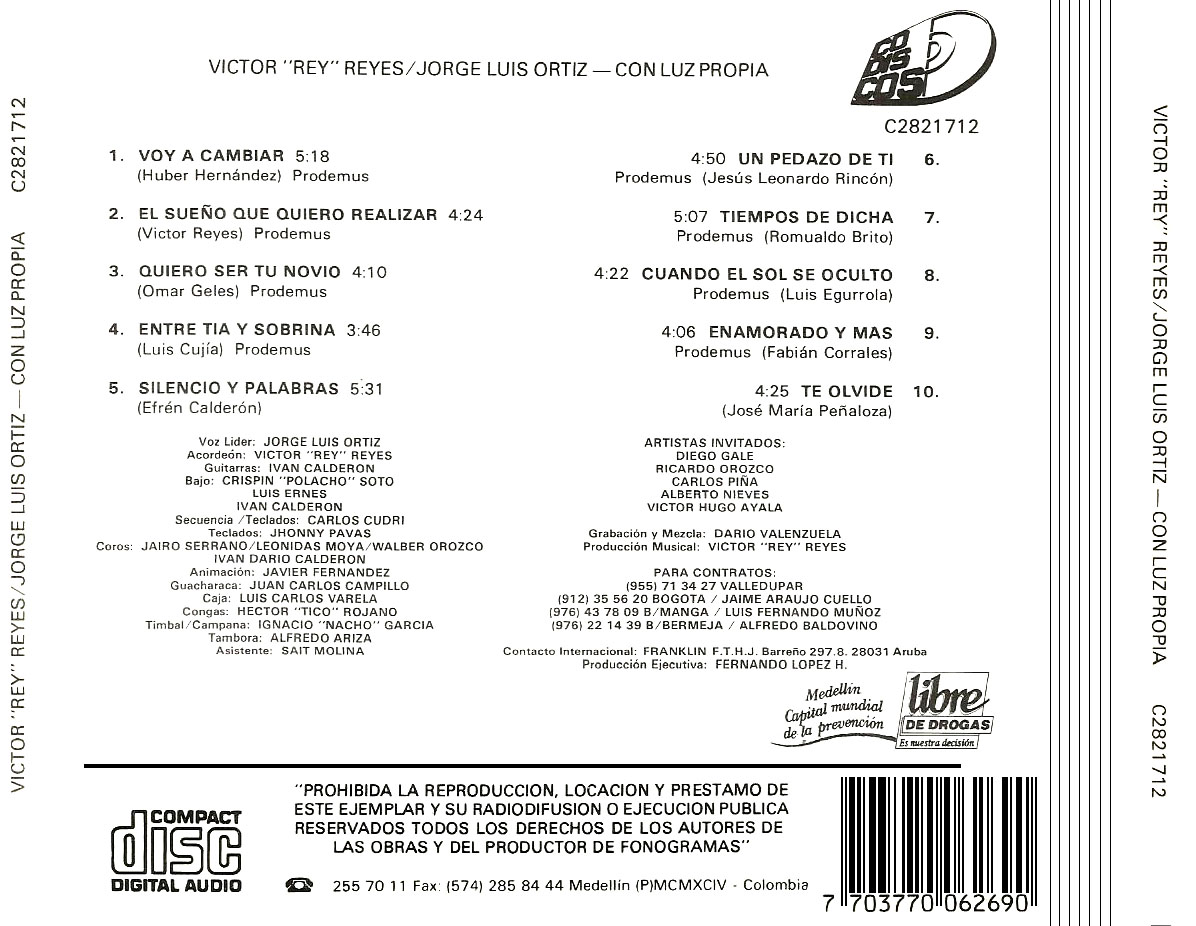 VICTOR "REY" REYES/JORGE LUIS ORTIZ — CON LUZ PROPIA
CO
DIS
COS
C2821712
1. VOY A CAMBIAR 5:18
(Huber Hernández) Prodemus
2. EL SUEÑO QUE QUIERO REALIZAR 4:24
(Victor Reyes) Prodemus
3. QUIERO SER TU NOVIO 4:10
(Omar Geles) Prodemus
4. ENTRE TIA Y SOBRINA 3:46
(Luis Cujía) Prodemus
5. SILENCIO Y PALABRAS 5:31
(Efrén Calderón)
4:50 UN PEDAZO DE TI 6.
Prodemus (Jesús Leonardo Rincón)
5:07 TIEMPOS DE DICHA 7.
Prodemus (Romualdo Brito)
4:22 CUANDO EL SOL SE OCULTO 8.
Prodemus (Luis Egurrola)
4:06 ENAMORADO Y MAS 9.
Prodemus (Fabián Corrales)
4:25 TE OLVIDE 10.
(José María Peñaloza)
Voz Lider: JORGE LUIS ORTIZ
Acordeón: VICTOR "REY" REYES
Guitarras: IVAN CALDERON
Bajo: CRISPIN "POLACHO" SOTO
LUIS ERNES
IVAN CALDERON
Secuencia /Teclados: CARLOS CUDRI
Teclados: JHONNY PAVAS
Coros: JAIRO SERRANO/LEONIDAS MOYA/WALBER OROZCO
IVAN DARIO CALDERON
Animación: JAVIER FERNANDEZ
Guacharaca: JUAN CARLOS CAMPILLO
Caja: LUIS CARLOS VARELA
Congas: HECTOR "TICO" ROJANO
Timbal/Campana: IGNACIO "NACHO" GARCIA
Tambora: ALFREDO ARIZA
Asistente: SAIT MOLINA
ARTISTAS INVITADOS:
DIEGO GALE
RICARDO OROZCO
CARLOS PIÑA
ALBERTO NIEVES
VICTOR HUGO AYALA
Grabación y Mezcla: DARIO VALENZUELA
Producción Musical: VICTOR "REY" REYES
PARA CONTRATOS:
(955) 71 34 27 VALLEDUPAR
(912) 35 56 20 BOGOTA / JAIME ARAUJO CUELLO
(976) 43 78 09 B/MANGA / LUIS FERNANDO MUÑOZ
(976) 22 14 39 B/BERMEJA / ALFREDO BALDOVINO
Contacto Internacional: FRANKLIN F.T.H.J. Barreño 297.8. 28031 Aruba
Producción Ejecutiva: FERNANDO LOPEZ H.
Medellín
Capital mundial
de la prevención
libre
DE DROGAS
Es nuestra decisión
"PROHIBIDA LA REPRODUCCION, LOCACION Y PRESTAMO DE
ESTE EJEMPLAR Y SU RADIODIFUSION O EJECUCION PUBLICA
RESERVADOS TODOS LOS DERECHOS DE LOS AUTORES DE
LAS OBRAS Y DEL PRODUCTOR DE FONOGRAMAS"
COMPACT
disc
DIGITAL AUDIO
255 70 11 Fax: (574) 285 84 44 Medellín (P)MCMXCIV - Colombia
7 703770 062690
VICTOR "REY" REYES/JORGE LUIS ORTIZ — CON LUZ PROPIA C2821712
VICTOR "REY" REYES/JORGE LUIS ORTIZ — CON LUZ PROPIA C2821712